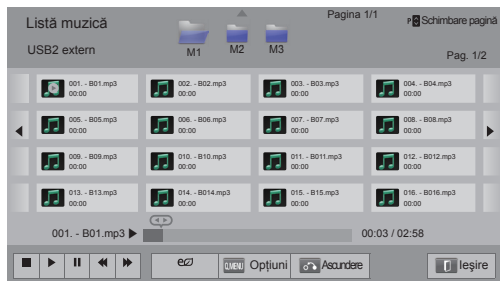 Listă muzică
Pagina 1/1
P Schimbare pagină
USB2 extern
M1 M2 M3
Pag. 1/2
001. - B01.mp3
00:00
002. - B02.mp3
00:00
003. - B03.mp3
00:00
004. - B04.mp3
00:00
005. - B05.mp3
00:00
006. - B06.mp3
00:00
007. - B07.mp3
00:00
008. - B08.mp3
00:00
009. - B09.mp3
00:00
010. - B10.mp3
00:00
011. - B011.mp3
00:00
012. - B012.mp3
00:00
013. - B13.mp3
00:00
014. - B014.mp3
00:00
015. - B15.mp3
00:00
016. - B016.mp3
00:00
001. - B01.mp3
00:03 / 02:58
Q.MENU Opţiuni Ascundere Ieşire